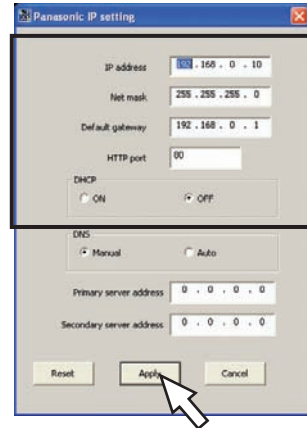 Panasonic IP setting
IP address 192 . 168 . 0 . 10
Net mask 255 . 255 . 255 . 0
Default gateway 192 . 168 . 0 . 1
HTTP port 80
DHCP
ON OFF
DNS
Manual Auto
Primary server address 0 . 0 . 0 . 0
Secondary server address 0 . 0 . 0 . 0
Reset Apply Cancel